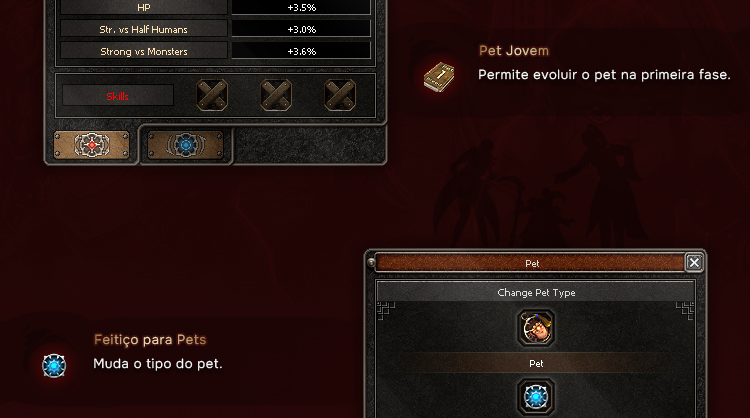 HP +3.5%
Str. vs Half Humans +3.0%
Strong vs Monsters +3.6%
Pet Jovem
Permite evoluir o pet na primeira fase.
Skills
Pet
Change Pet Type
Feitiço para Pets
Muda o tipo do pet.
Pet